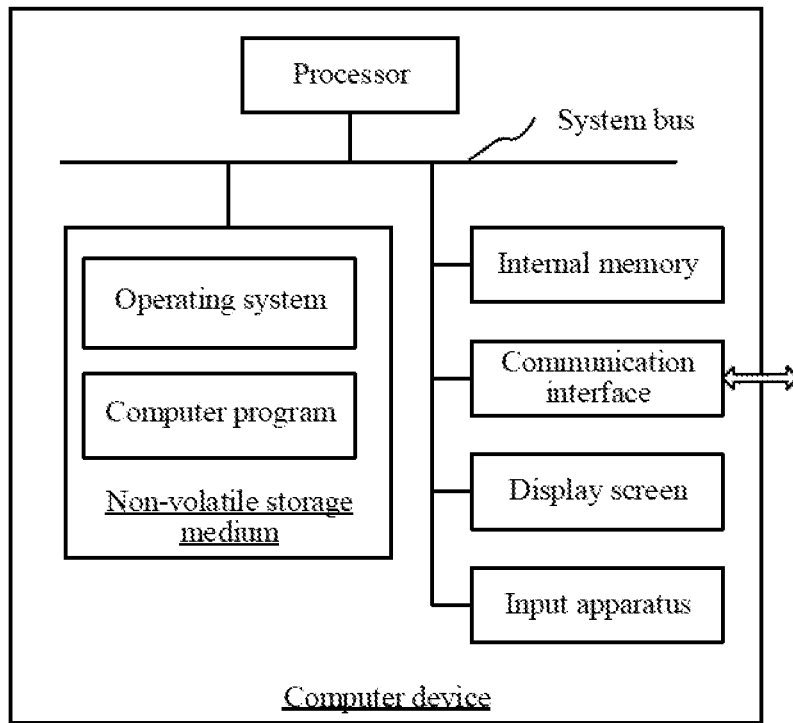 Processor
System bus
Operating system
Computer program
Non-volatile storage
medium
Internal memory
Communication
interface
Display screen
Input apparatus
Computer device